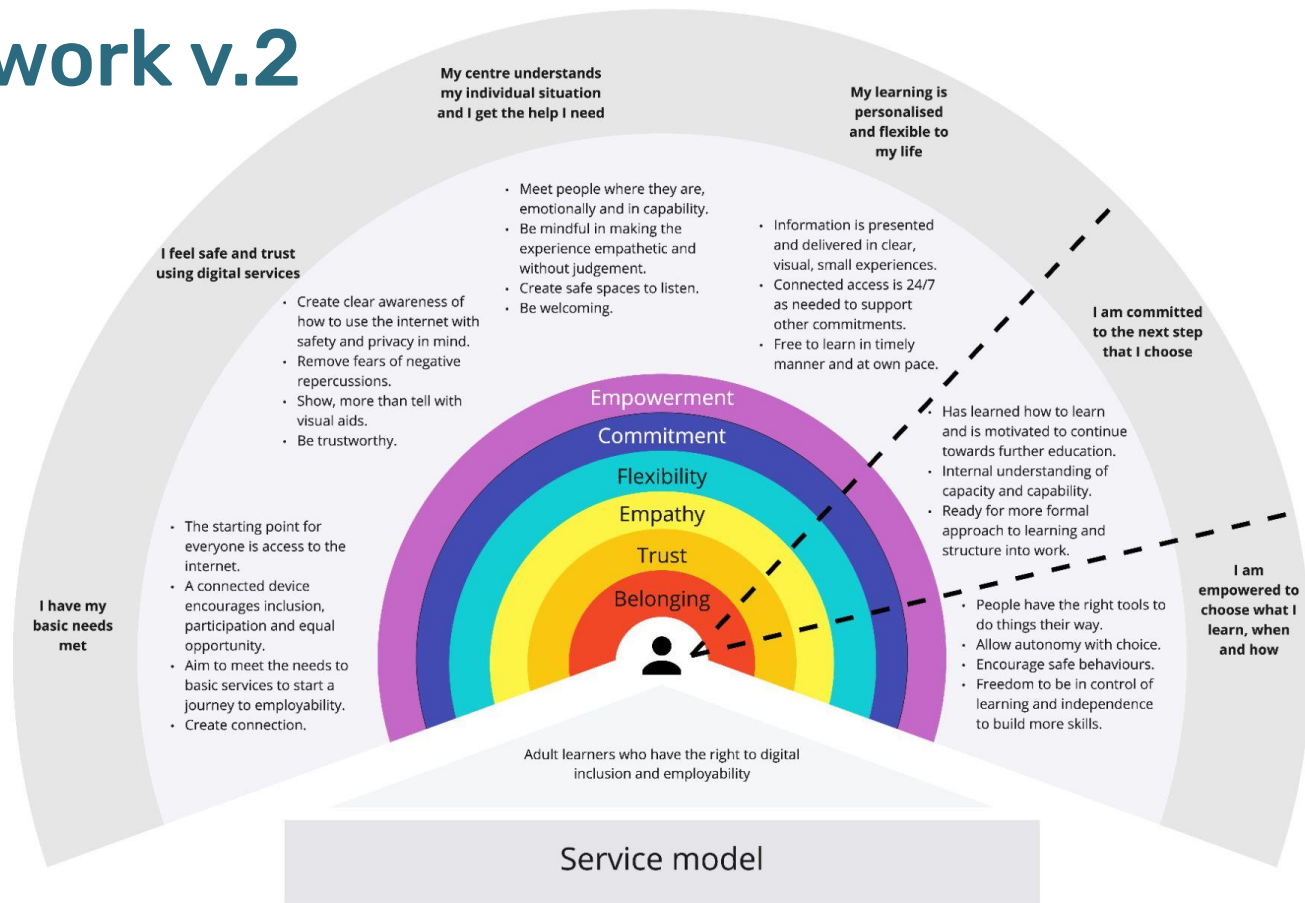 work v.2
My centre understands
my individual situation
and I get the help I need
My learning is
personalised
and flexible to
my life
I feel safe and trust
using digital services
I am committed
to the next step
that I choose
I have my
basic needs
met
I am
empowered to
choose what I
learn, when
and how
• Meet people where they are,
emotionally and in capability.
• Be mindful in making the
experience empathetic and
without judgement.
• Create safe spaces to listen.
• Be welcoming.
• Information is presented
and delivered in clear,
visual, small experiences.
• Connected access is 24/7
as needed to support
other commitments.
• Free to learn in timely
manner and at own pace.
• Create clear awareness of
how to use the internet with
safety and privacy in mind.
• Remove fears of negative
repercussions.
• Show, more than tell with
visual aids.
• Be trustworthy.
• Has learned how to learn
and is motivated to continue
towards further education.
• Internal understanding of
capacity and capability.
• Ready for more formal
approach to learning and
structure into work.
• The starting point for
everyone is access to the
internet.
• A connected device
encourages inclusion,
participation and equal
opportunity.
• Aim to meet the needs to
basic services to start a
journey to employability.
• Create connection.
• People have the right tools to
do things their way.
• Allow autonomy with choice.
• Encourage safe behaviours.
• Freedom to be in control of
learning and independence
to build more skills.
Empowerment
Commitment
Flexibility
Empathy
Trust
Belonging
Adult learners who have the right to digital
inclusion and employability
Service model